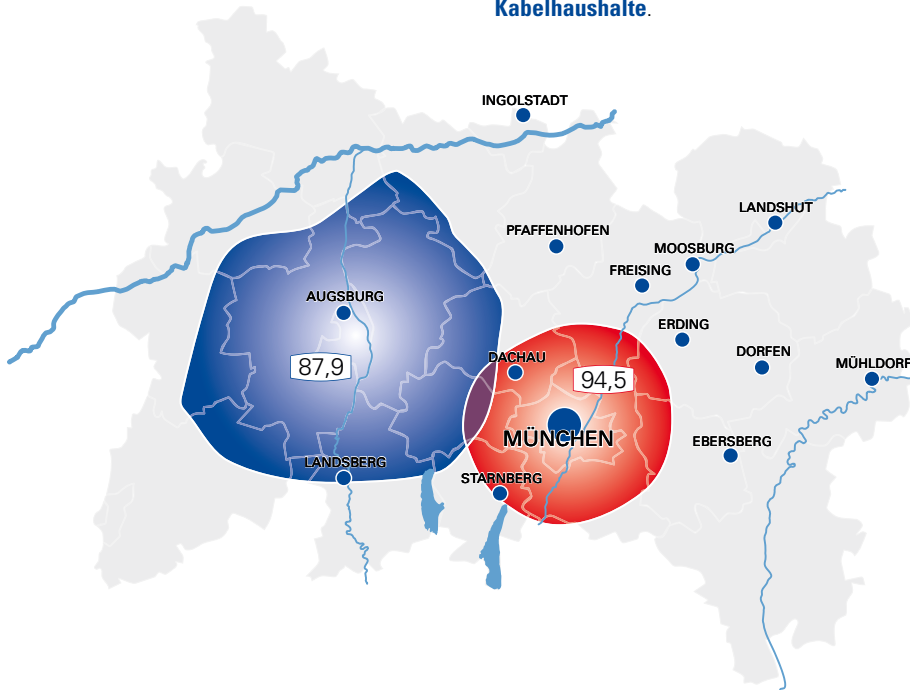 Kabelhaushalte.
INGOLSTADT
LANDSHUT
PFAFFENHOFEN
MOOSBURG
FREISING
AUGSBURG
ERDING
DORFEN
DACHAU
MÜHLDORF
87,9
94,5
MÜNCHEN
EBERSBERG
LANDSBERG
STARNBERG